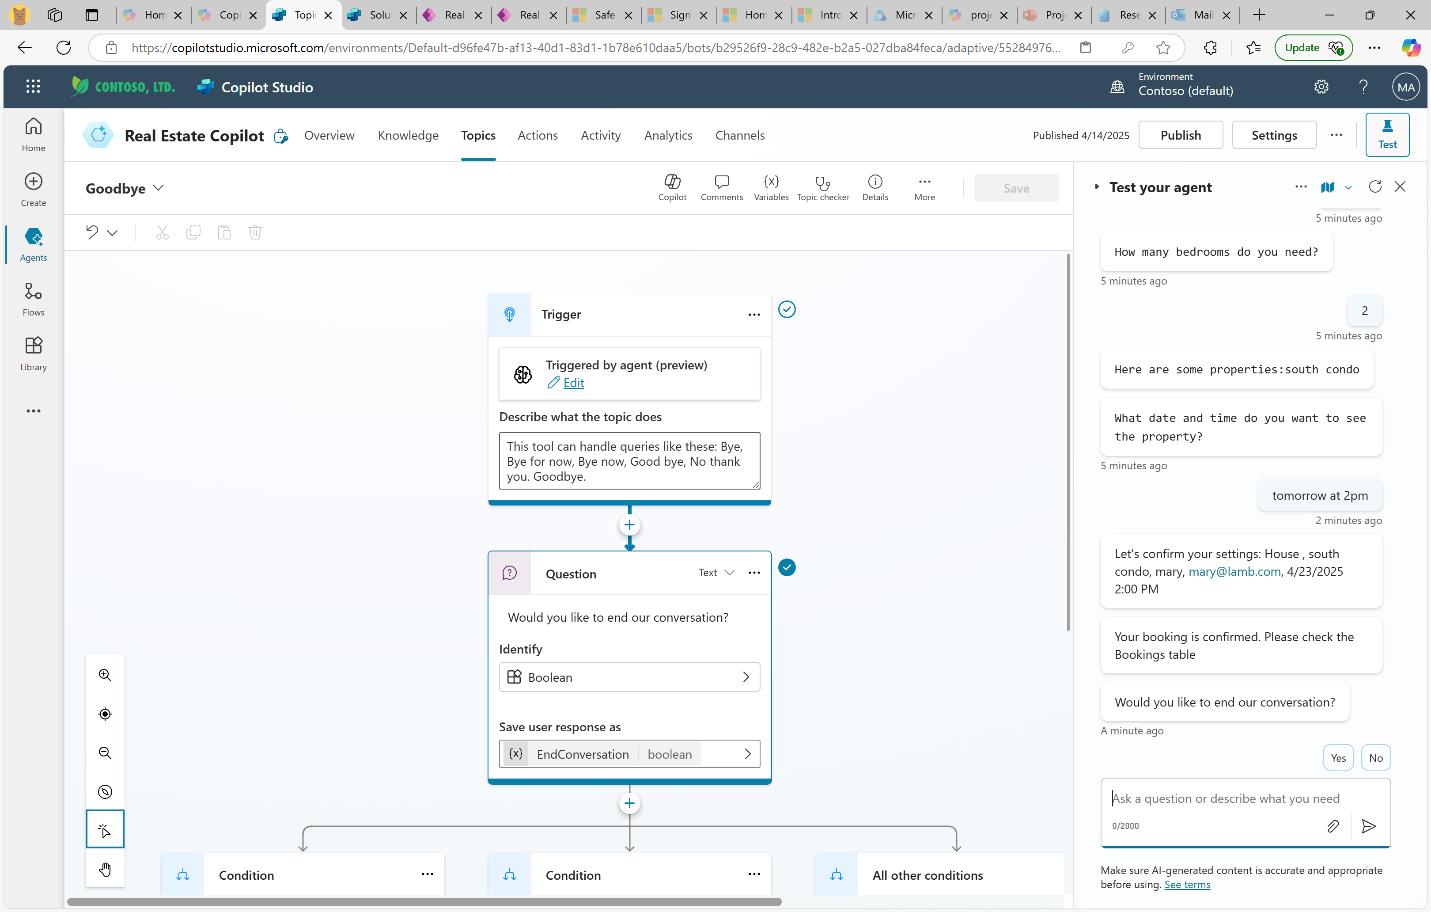 Hom
Copi
Topi
Solu
Real
Real
Safe
Sign
Hom
Intro
Micr
proje
Proje
Rese
Mail
https://copilotstudio.microsoft.com/environments/Default-d96fe47b-af13-40d1-83d1-1b78e610daa5/bots/b29526f9-28c9-482e-b2a5-027dba84feca/adaptive/55284976...
Update
CONTOSO, LTD.
Copilot Studio
Environment
Contoso (default)
?
MA
Home
Create
Agents
Flows
Library
Real Estate Copilot
Overview
Knowledge
Topics
Actions
Activity
Analytics
Channels
Published 4/14/2025
Publish
Settings
Test
Goodbye
Copilot
Comments
Variables
Topic checker
Details
More
Save
Trigger
Triggered by agent (preview)
Edit
Describe what the topic does
This tool can handle queries like these: Bye,
Bye for now, Bye now, Good bye, No thank
you. Goodbye.
Question
Text
Would you like to end our conversation?
Identify
Boolean
Save user response as
{x} EndConversation boolean
Condition
Condition
All other conditions
Test your agent
5 minutes ago
How many bedrooms do you need?
5 minutes ago
2
5 minutes ago
Here are some properties:south condo
What date and time do you want to see
the property?
5 minutes ago
tomorrow at 2pm
2 minutes ago
Let's confirm your settings: House , south
condo, mary, mary@lamb.com, 4/23/2025
2:00 PM
Your booking is confirmed. Please check the
Bookings table
Would you like to end our conversation?
A minute ago
Yes
No
Ask a question or describe what you need
0/2000
Make sure AI-generated content is accurate and appropriate
before using. See terms